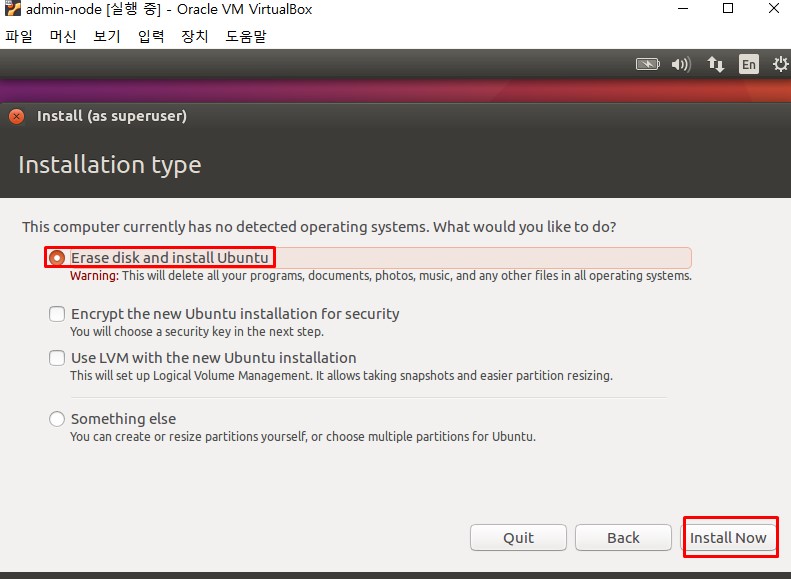 admin-node [실행 중] - Oracle VM VirtualBox
파일 머신 보기 입력 장치 도움말
En
Install (as superuser)
Installation type
This computer currently has no detected operating systems. What would you like to do?
Erase disk and install Ubuntu
Warning: This will delete all your programs, documents, photos, music, and any other files in all operating systems.
Encrypt the new Ubuntu installation for security
You will choose a security key in the next step.
Use LVM with the new Ubuntu installation
This will set up Logical Volume Management. It allows taking snapshots and easier partition resizing.
Something else
You can create or resize partitions yourself, or choose multiple partitions for Ubuntu.
Quit Back Install Now